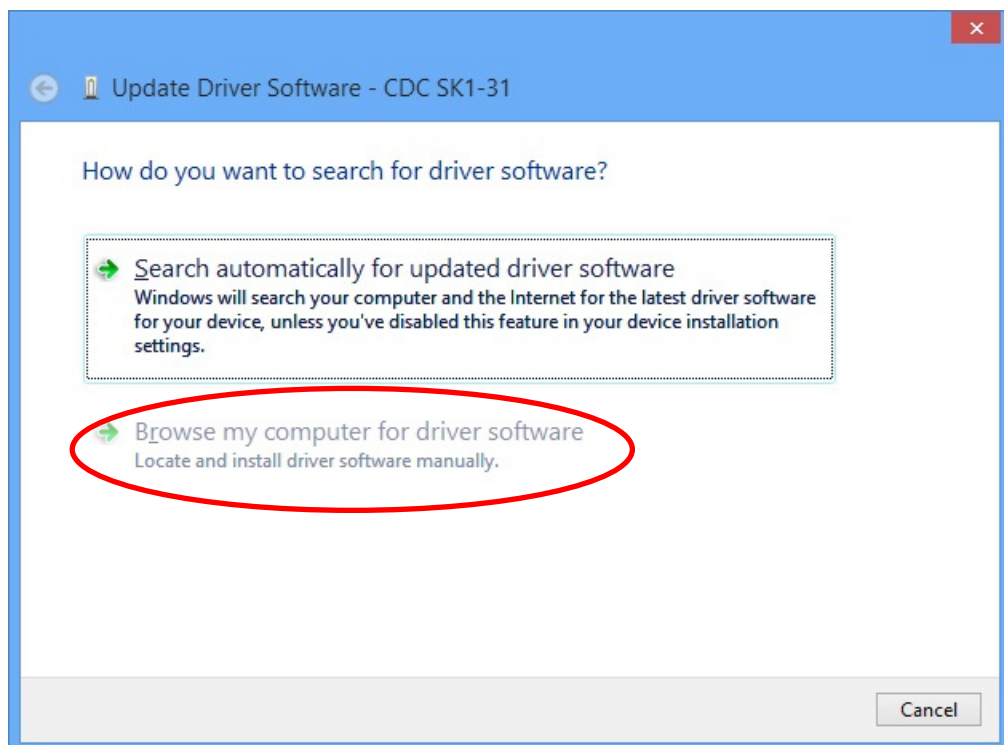 Update Driver Software - CDC SK1-31
How do you want to search for driver software?
Search automatically for updated driver software
Windows will search your computer and the Internet for the latest driver software
for your device, unless you've disabled this feature in your device installation
settings.
Browse my computer for driver software
Locate and install driver software manually.
Cancel